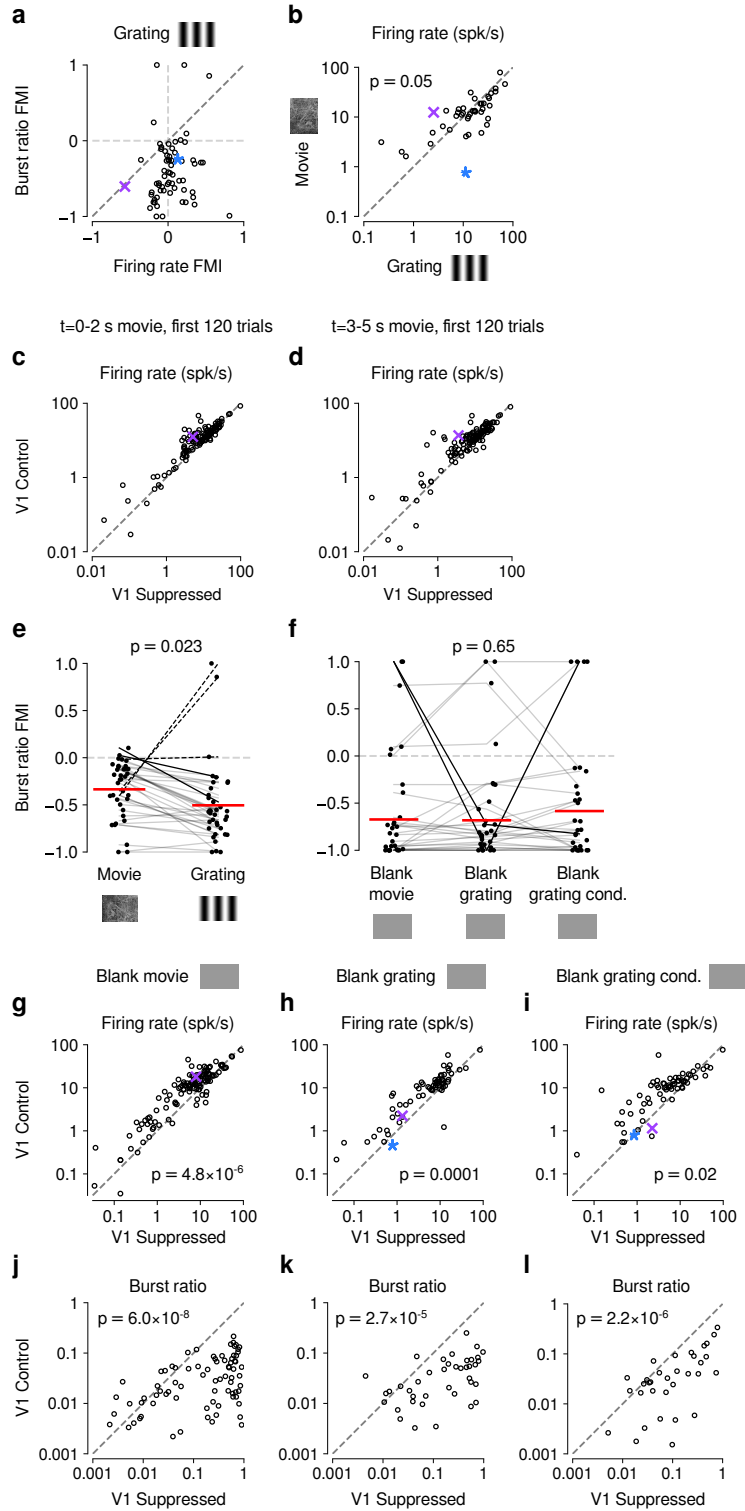 a
Grating
Burst ratio FMI
1
0
−1
−1
0
1
Firing rate FMI
b
Firing rate (spk/s)
p = 0.05
Movie
100
10
1
0.1
0.1
1
10
100
Grating
t=0-2 s movie, first 120 trials
t=3-5 s movie, first 120 trials
c
Firing rate (spk/s)
V1 Control
100
1
0.01
0.01
1
100
V1 Suppressed
d
Firing rate (spk/s)
100
1
0.01
0.01
1
100
V1 Suppressed
e
p = 0.023
Burst ratio FMI
1.0
0.5
0.0
−0.5
−1.0
Movie
Grating
f
p = 0.65
1.0
0.5
0.0
−0.5
−1.0
Blank movie
Blank grating
Blank grating cond.
Blank movie
Blank grating
Blank grating cond.
g
Firing rate (spk/s)
V1 Control
100
10
1
0.1
p = 4.8×10⁻⁶
0.1
1
10
100
V1 Suppressed
h
Firing rate (spk/s)
100
10
1
0.1
p = 0.0001
0.1
1
10
100
V1 Suppressed
i
Firing rate (spk/s)
100
10
1
0.1
p = 0.02
0.1
1
10
100
V1 Suppressed
j
Burst ratio
p = 6.0×10⁻⁸
V1 Control
1
0.1
0.01
0.001
0.001
0.01
0.1
1
V1 Suppressed
k
Burst ratio
p = 2.7×10⁻⁵
1
0.1
0.01
0.001
0.001
0.01
0.1
1
V1 Suppressed
l
Burst ratio
p = 2.2×10⁻⁶
1
0.1
0.01
0.001
0.001
0.01
0.1
1
V1 Suppressed